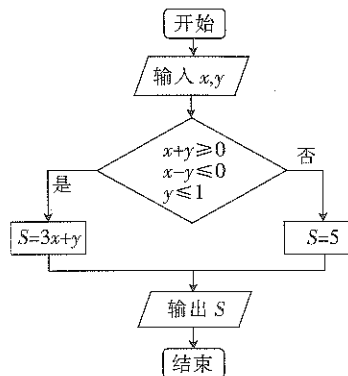 开始
输入 x,y
x+y≥0
x-y≤0
y≤1
是
否
S=3x+y
S=5
输出 S
结束